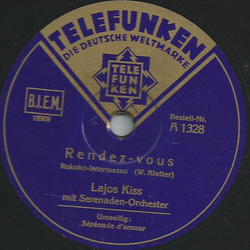 TELEFUNKEN
DIE DEUTSCHE WELTMARKE
TELE
FUN
KEN
B.I.E.M.
18909
Bestell-Nr.
A 1328
Rendez-vous
Rokoko-Intermezzo (W. Aletter)
Lajos Kiss
mit Serenaden-Orchester
Umseitig:
Sérénade d'amour